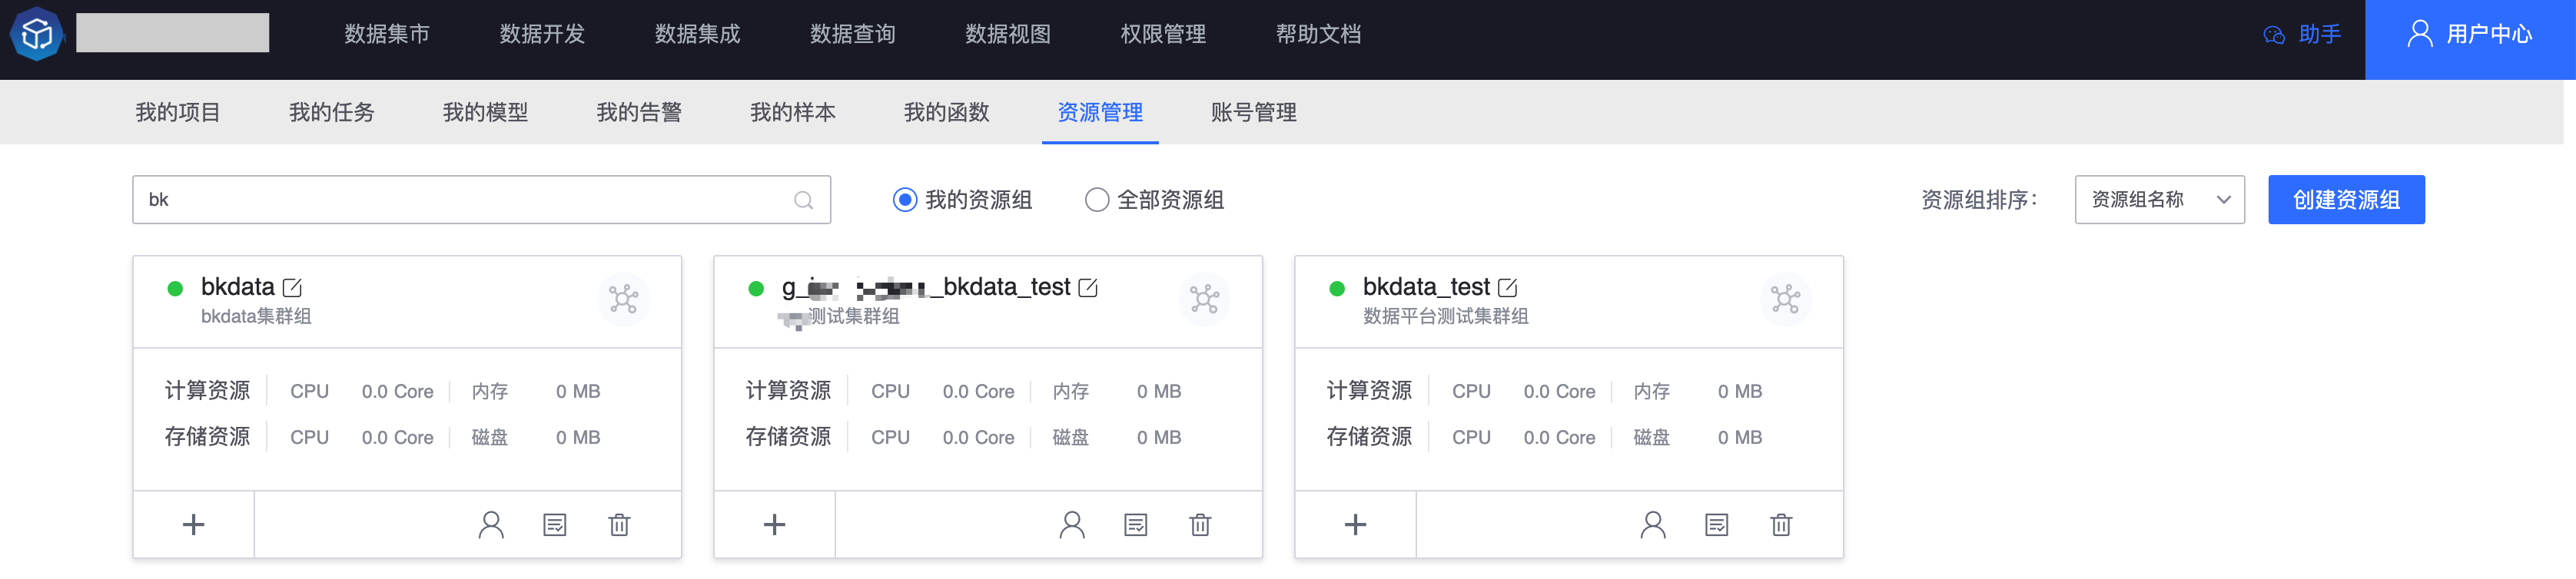 数据集市 数据开发 数据集成 数据查询 数据视图 权限管理 帮助文档 助手 用户中心
我的项目 我的任务 我的模型 我的告警 我的样本 我的函数 资源管理 账号管理
bk 我的资源组 全部资源组 资源组排序： 资源组名称 创建资源组
bkdata
bkdata集群组
计算资源 CPU 0.0 Core 内存 0 MB
存储资源 CPU 0.0 Core 磁盘 0 MB
g_ _bkdata_test
测试集群组
计算资源 CPU 0.0 Core 内存 0 MB
存储资源 CPU 0.0 Core 磁盘 0 MB
bkdata_test
数据平台测试集群组
计算资源 CPU 0.0 Core 内存 0 MB
存储资源 CPU 0.0 Core 磁盘 0 MB